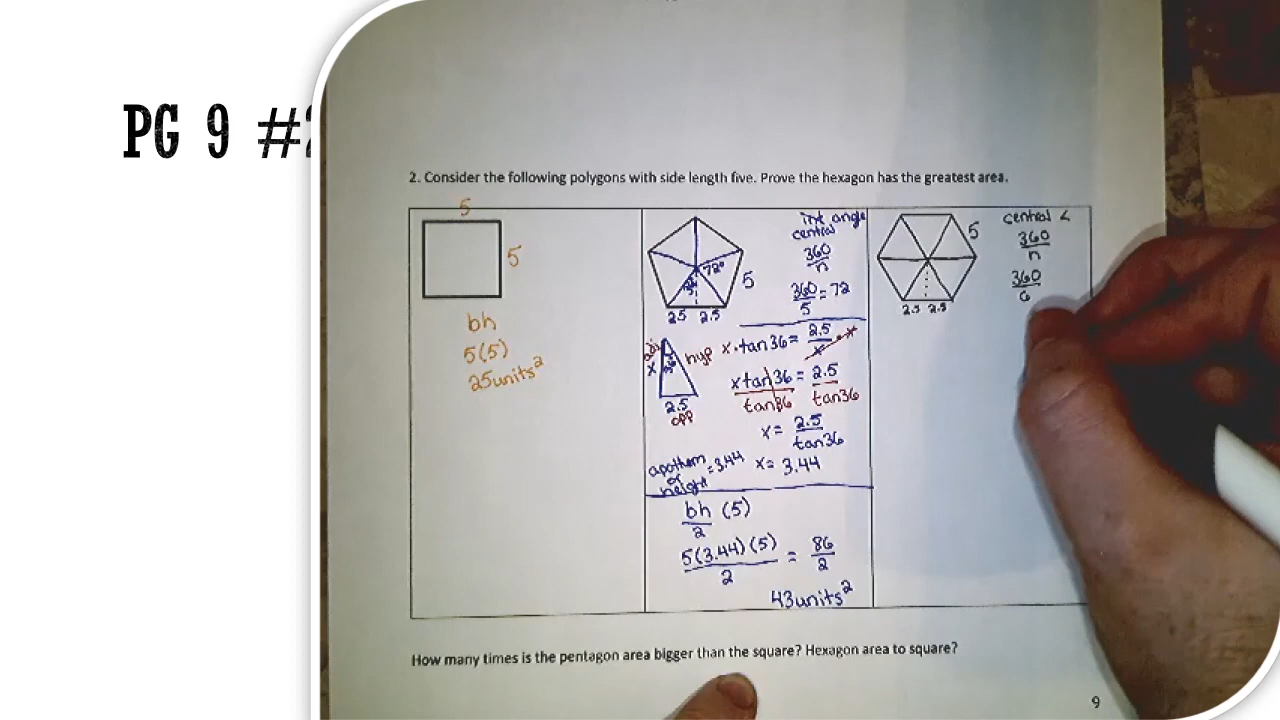 PG 9 #2
2. Consider the following polygons with side length five. Prove the hexagon has the greatest area.
5
5
bh
5(5)
25units²
72°
5
2.5 2.5
int angle
central
360/n
360/5 = 72
x
hyp
2.5
opp
x·tan36 = 2.5/x · x
xtan36/tan36 = 2.5/tan36
x = 2.5/tan36
x = 3.44
apothem
or
height
= 3.44
bh/2 (5)
5(3.44)(5)/2 = 86/2
43units²
5
2.5 2.5
central <
360/n
360/6
How many times is the pentagon area bigger than the square? Hexagon area to square?
9